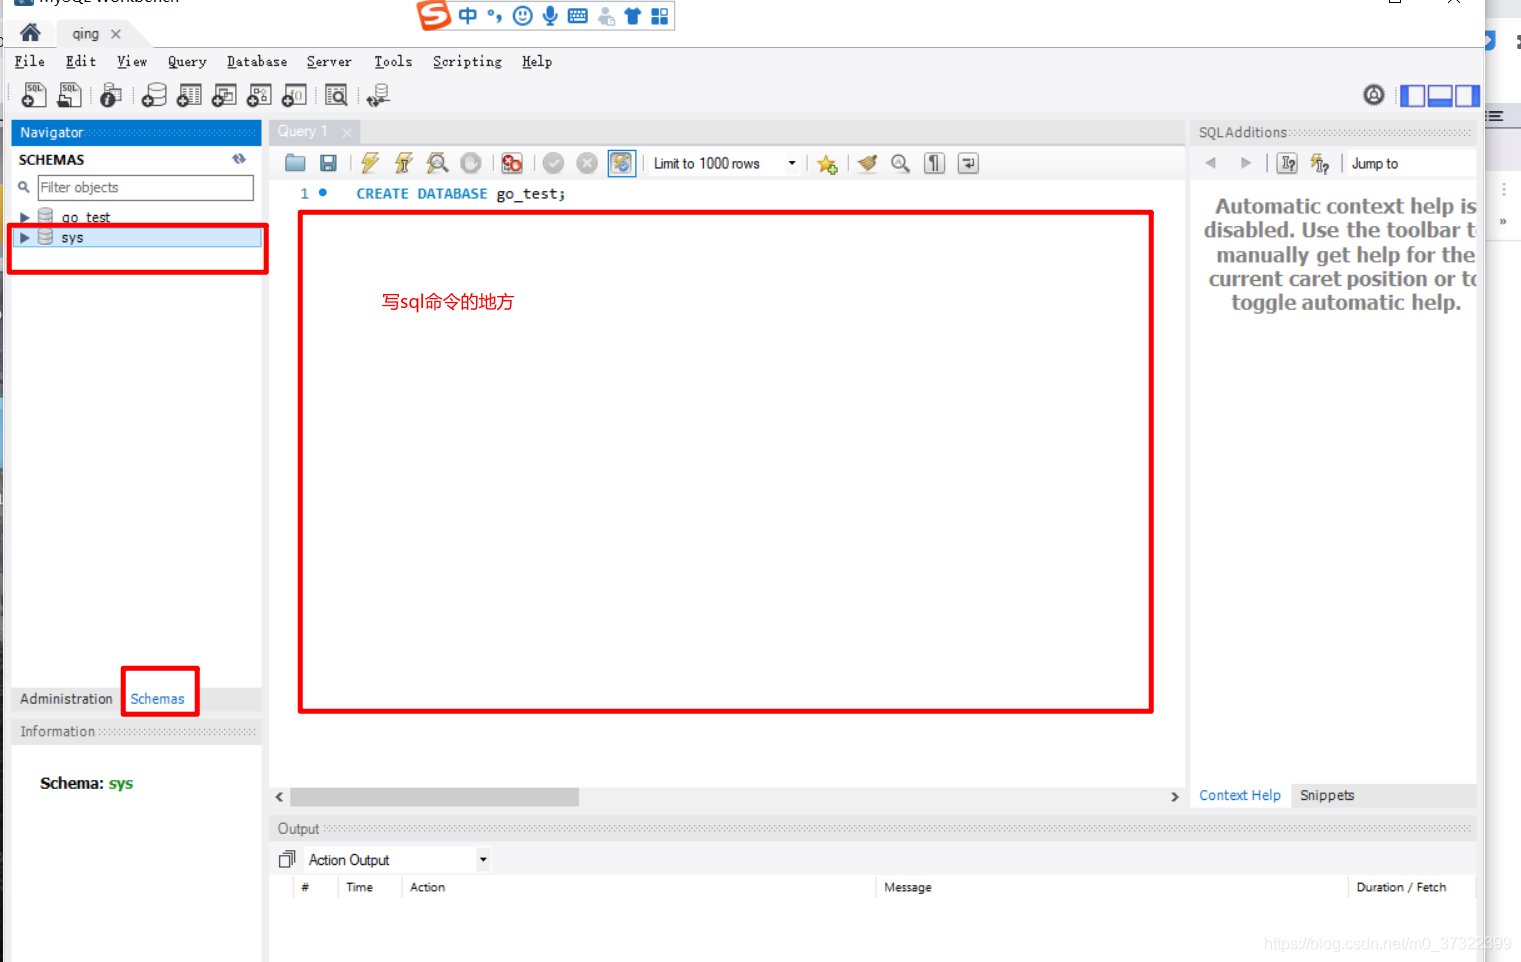 MySQL Workbench
中
qing
File Edit View Query Database Server Tools Scripting Help
Navigator
SCHEMAS
Filter objects
go_test
sys
Administration Schemas
Information
Schema: sys
Query 1
Limit to 1000 rows
1 CREATE DATABASE go_test;
写sql命令的地方
SQLAdditions
Jump to
Automatic context help is
disabled. Use the toolbar
manually get help for the
current caret position or to
toggle automatic help.
Context Help Snippets
Output
Action Output
# Time Action Message Duration / Fetch
https://blog.csdn.net/m0_37322399